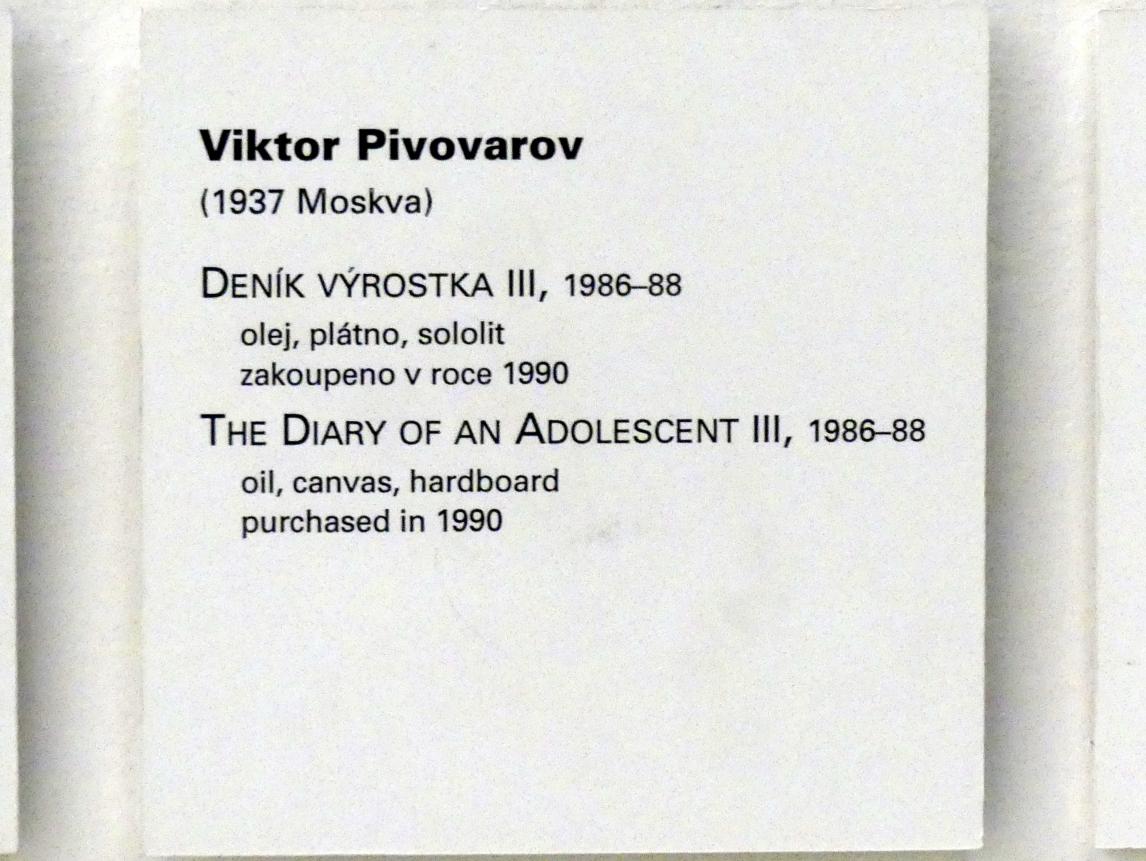 Viktor Pivovarov
(1937 Moskva)
DENÍK VÝROSTKA III, 1986–88
olej, plátno, sololit
zakoupeno v roce 1990
THE DIARY OF AN ADOLESCENT III, 1986–88
oil, canvas, hardboard
purchased in 1990